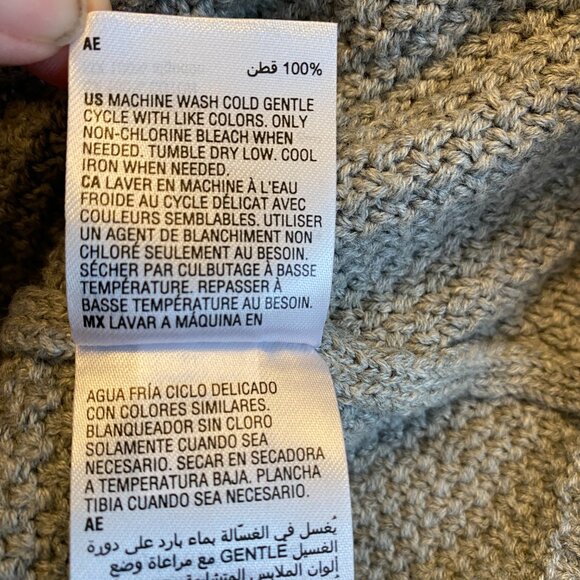 AE
100% قطن
US MACHINE WASH COLD GENTLE
CYCLE WITH LIKE COLORS. ONLY
NON-CHLORINE BLEACH WHEN
NEEDED. TUMBLE DRY LOW. COOL
IRON WHEN NEEDED.
CA LAVER EN MACHINE À L'EAU
FROIDE AU CYCLE DÉLICAT AVEC
COULEURS SEMBLABLES. UTILISER
UN AGENT DE BLANCHIMENT NON
CHLORÉ SEULEMENT AU BESOIN.
SÉCHER PAR CULBUTAGE À BASSE
TEMPÉRATURE. REPASSER À
BASSE TEMPÉRATURE AU BESOIN.
MX LAVAR A MÁQUINA EN
AGUA FRÍA CICLO DELICADO
CON COLORES SIMILARES.
BLANQUEADOR SIN CLORO
SOLAMENTE CUANDO SEA
NECESARIO. SECAR EN SECADORA
A TEMPERATURA BAJA. PLANCHA
TIBIA CUANDO SEA NECESARIO.
AE
يُغسل في الغسّالة بماء بارد على دورة
الغسيل GENTLE مع مراعاة وضع
ألوان الملابس المتشابهة